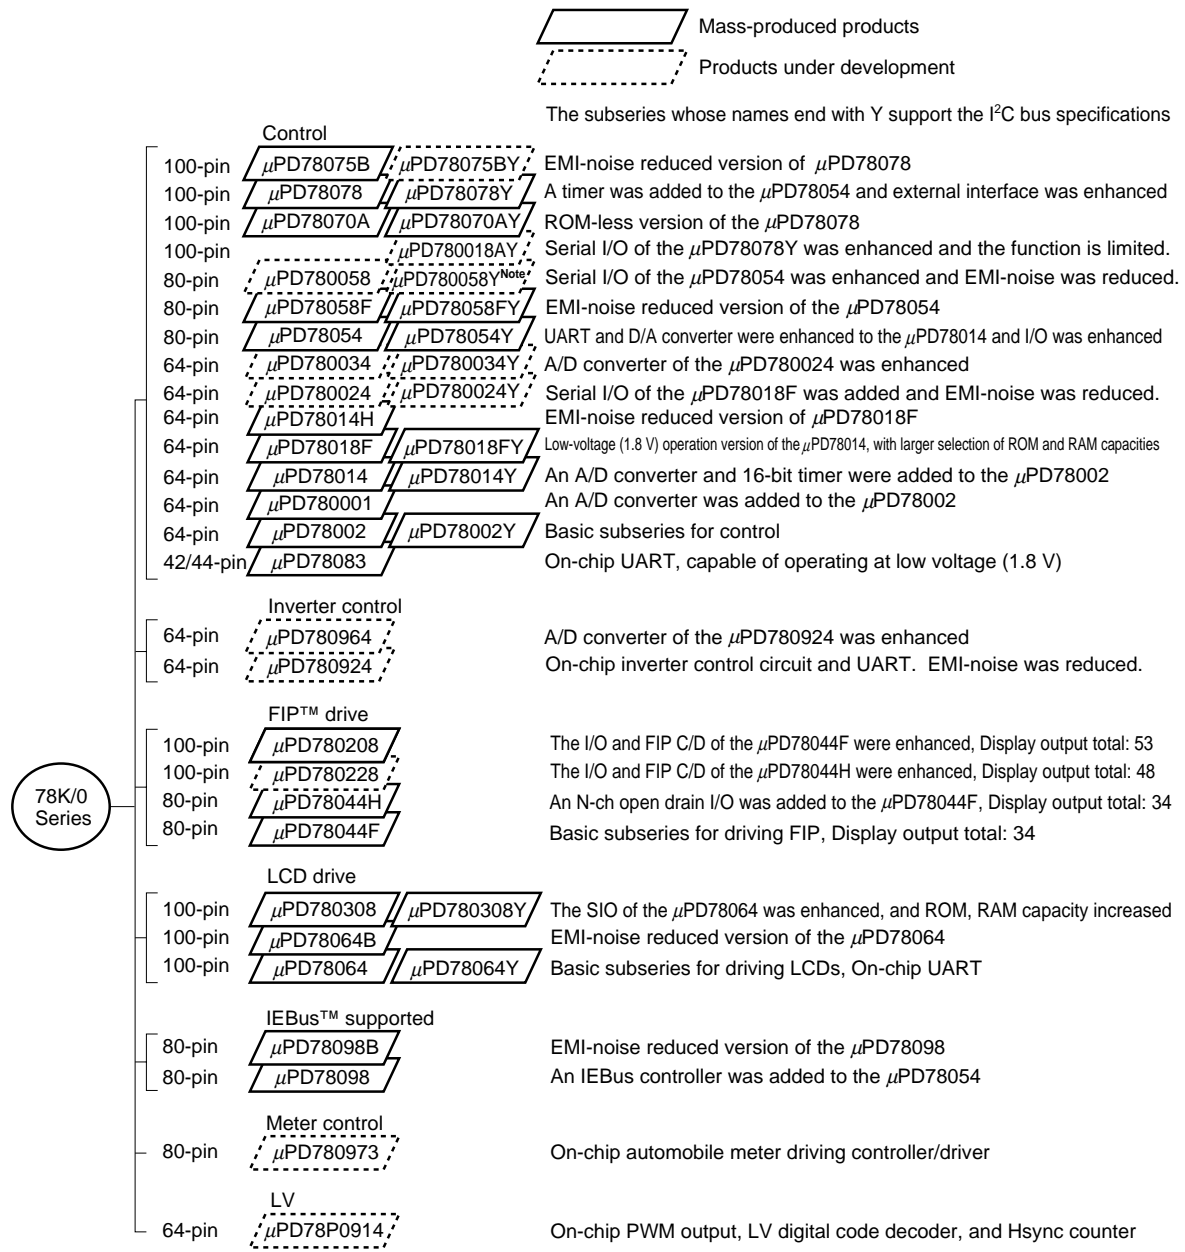 Mass-produced products
Products under development
The subseries whose names end with Y support the I²C bus specifications
Control
100-pin μPD78075B μPD78075BY EMI-noise reduced version of μPD78078
100-pin μPD78078 μPD78078Y A timer was added to the μPD78054 and external interface was enhanced
100-pin μPD78070A μPD78070AY ROM-less version of the μPD78078
100-pin μPD780018AY Serial I/O of the μPD78078Y was enhanced and the function is limited.
80-pin μPD780058 μPD780058Y Note Serial I/O of the μPD78054 was enhanced and EMI-noise was reduced.
80-pin μPD78058F μPD78058FY EMI-noise reduced version of the μPD78054
80-pin μPD78054 μPD78054Y UART and D/A converter were enhanced to the μPD78014 and I/O was enhanced
64-pin μPD780034 μPD780034Y A/D converter of the μPD780024 was enhanced
64-pin μPD780024 μPD780024Y Serial I/O of the μPD78018F was added and EMI-noise was reduced.
64-pin μPD78014H EMI-noise reduced version of μPD78018F
64-pin μPD78018F μPD78018FY Low-voltage (1.8 V) operation version of the μPD78014, with larger selection of ROM and RAM capacities
64-pin μPD78014 μPD78014Y An A/D converter and 16-bit timer were added to the μPD78002
64-pin μPD780001 An A/D converter was added to the μPD78002
64-pin μPD78002 μPD78002Y Basic subseries for control
42/44-pin μPD78083 On-chip UART, capable of operating at low voltage (1.8 V)
Inverter control
64-pin μPD780964 A/D converter of the μPD780924 was enhanced
64-pin μPD780924 On-chip inverter control circuit and UART. EMI-noise was reduced.
FIP™ drive
100-pin μPD780208 The I/O and FIP C/D of the μPD78044F were enhanced, Display output total: 53
100-pin μPD780228 The I/O and FIP C/D of the μPD78044H were enhanced, Display output total: 48
80-pin μPD78044H An N-ch open drain I/O was added to the μPD78044F, Display output total: 34
80-pin μPD78044F Basic subseries for driving FIP, Display output total: 34
78K/0
Series
LCD drive
100-pin μPD780308 μPD780308Y The SIO of the μPD78064 was enhanced, and ROM, RAM capacity increased
100-pin μPD78064B EMI-noise reduced version of the μPD78064
100-pin μPD78064 μPD78064Y Basic subseries for driving LCDs, On-chip UART
IEBus™ supported
80-pin μPD78098B EMI-noise reduced version of the μPD78098
80-pin μPD78098 An IEBus controller was added to the μPD78054
Meter control
80-pin μPD780973 On-chip automobile meter driving controller/driver
LV
64-pin μPD78P0914 On-chip PWM output, LV digital code decoder, and Hsync counter